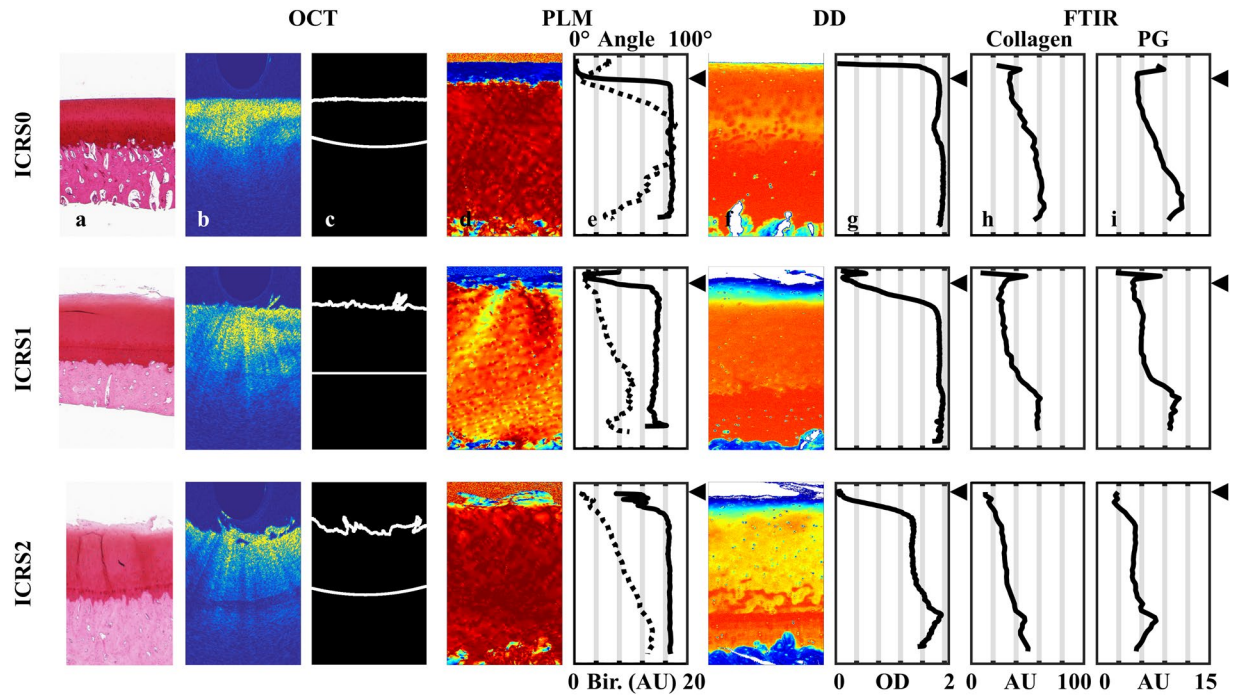 OCT PLM DD FTIR
0° Angle 100° Collagen PG
ICRS0
a b c d e f g h i
ICRS1
ICRS2
0 Bir. (AU) 20 0 OD 2 0 AU 100 0 AU 15